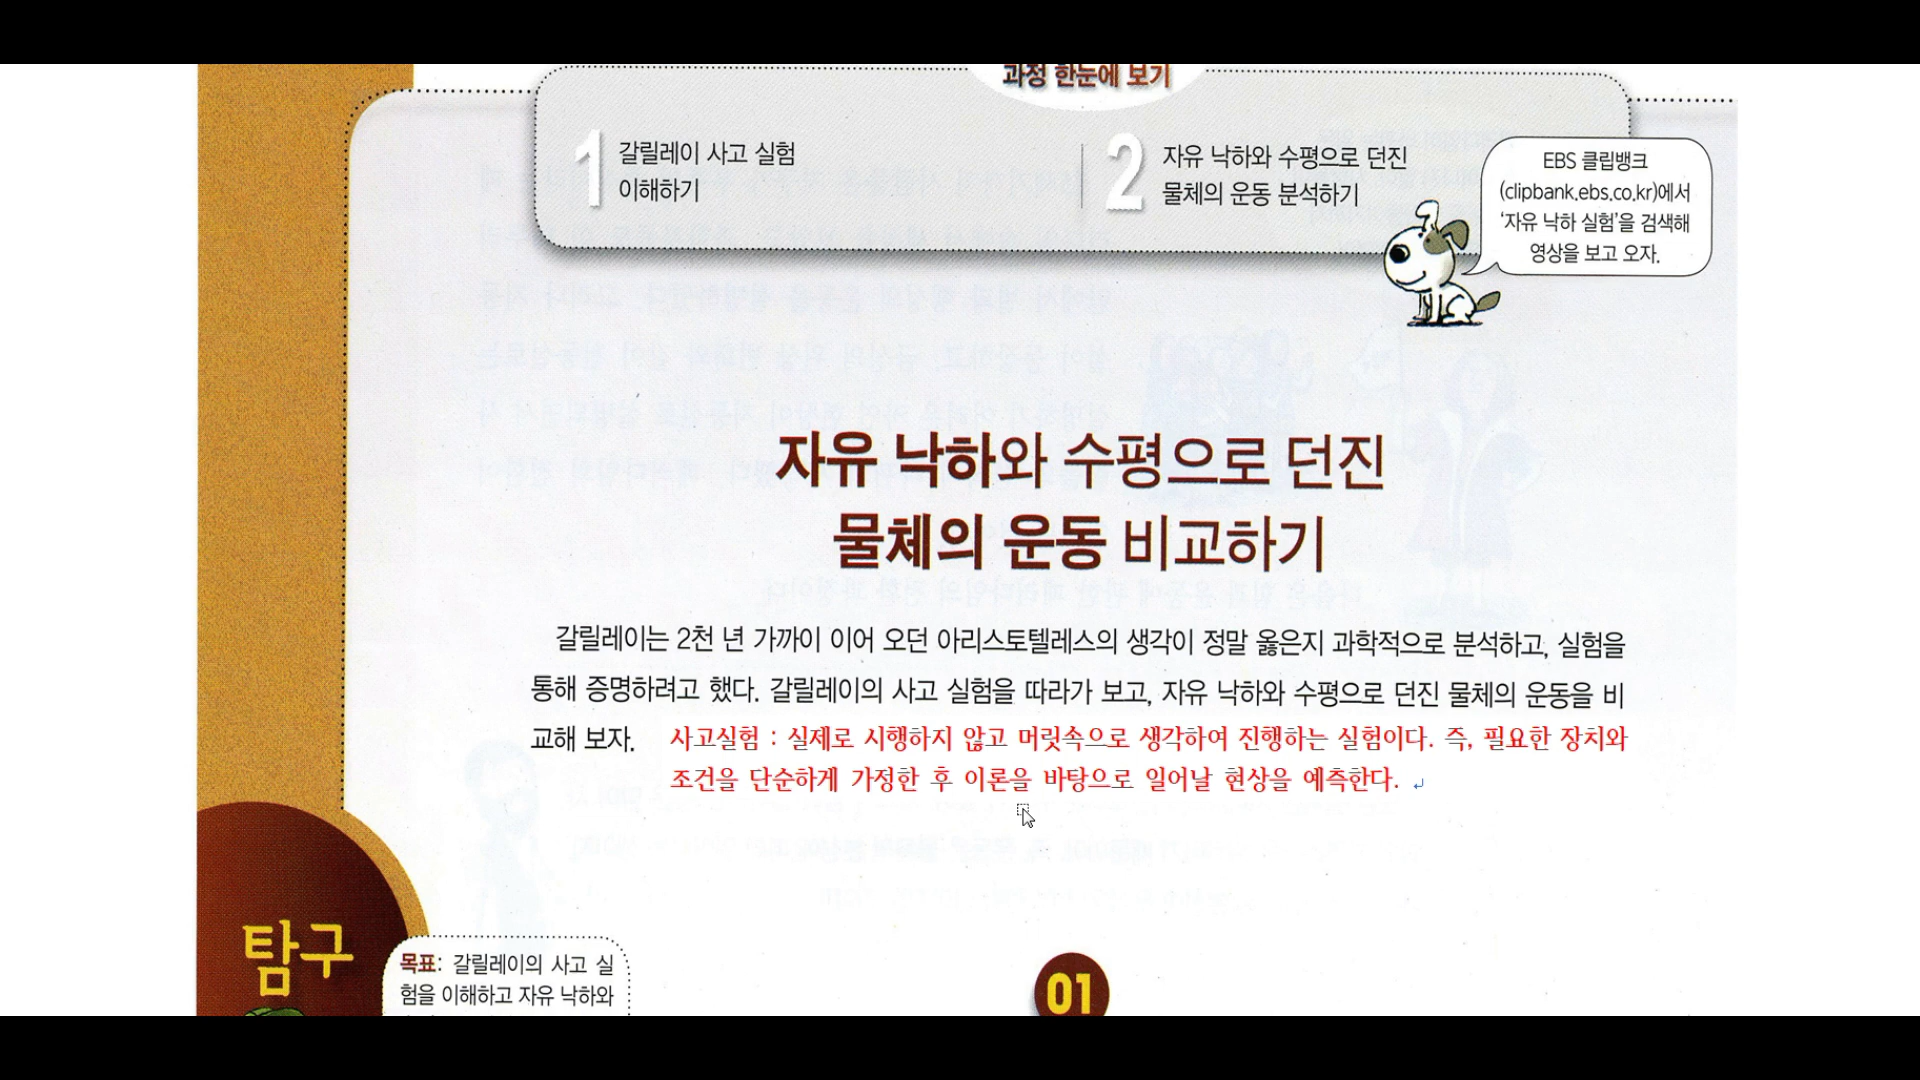 과정 한눈에 보기
1 갈릴레이 사고 실험
이해하기
2 자유 낙하와 수평으로 던진
물체의 운동 분석하기
EBS 클립뱅크
(clipbank.ebs.co.kr)에서
‘자유 낙하 실험’을 검색해
영상을 보고 오자.
자유 낙하와 수평으로 던진
물체의 운동 비교하기
갈릴레이는 2천 년 가까이 이어 오던 아리스토텔레스의 생각이 정말 옳은지 과학적으로 분석하고, 실험을
통해 증명하려고 했다. 갈릴레이의 사고 실험을 따라가 보고, 자유 낙하와 수평으로 던진 물체의 운동을 비
교해 보자.
사고실험 : 실제로 시행하지 않고 머릿속으로 생각하여 진행하는 실험이다. 즉, 필요한 장치와
조건을 단순하게 가정한 후 이론을 바탕으로 일어날 현상을 예측한다.
탐구
목표: 갈릴레이의 사고 실
험을 이해하고 자유 낙하와
01